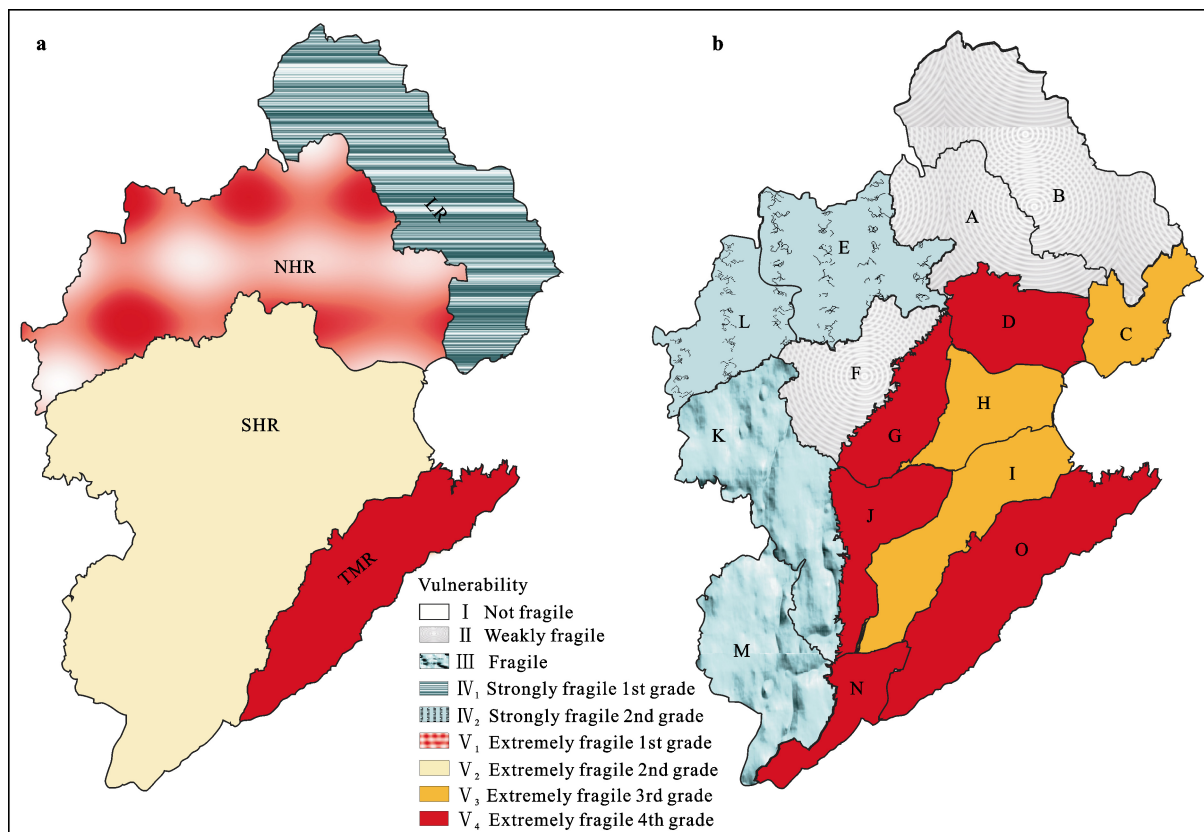 a
b
LR
NHR
SHR
TMR
A
B
C
D
E
F
G
H
I
J
K
L
M
N
O
Vulnerability
Ⅰ Not fragile
Ⅱ Weakly fragile
Ⅲ Fragile
Ⅳ₁ Strongly fragile 1st grade
Ⅳ₂ Strongly fragile 2nd grade
Ⅴ₁ Extremely fragile 1st grade
Ⅴ₂ Extremely fragile 2nd grade
Ⅴ₃ Extremely fragile 3rd grade
Ⅴ₄ Extremely fragile 4th grade